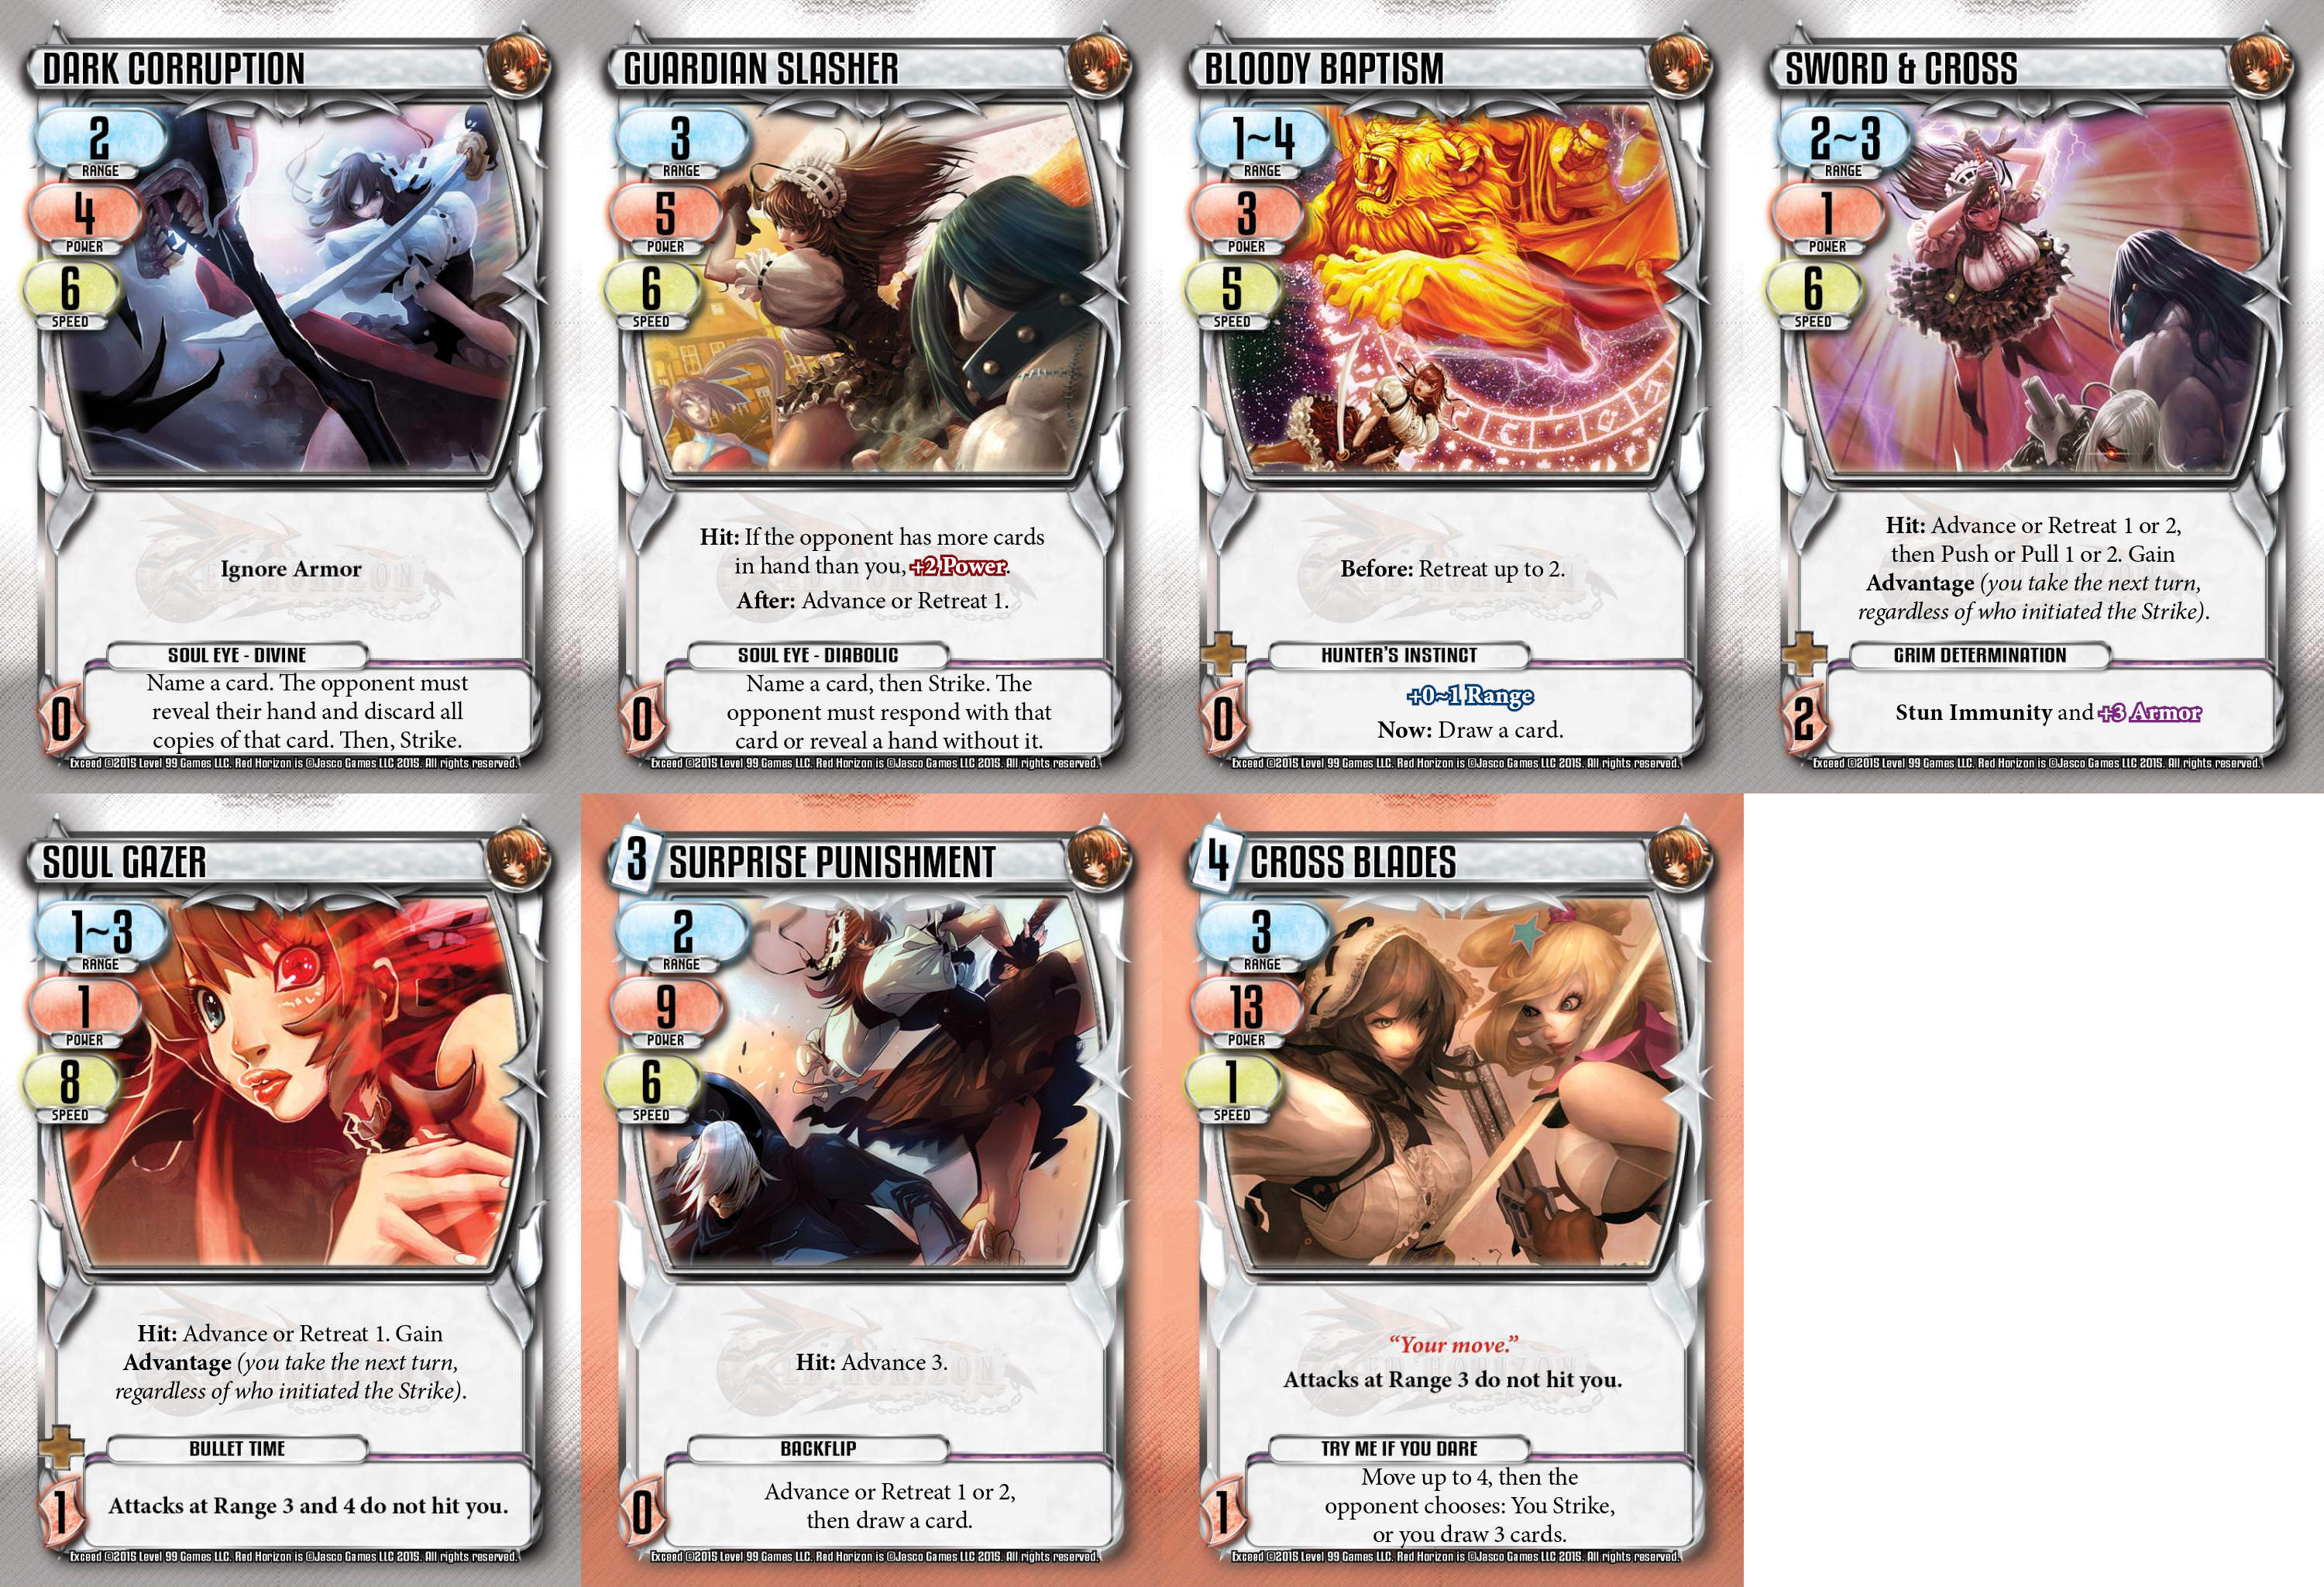 DARK CORRUPTION
2
RANGE
4
POWER
6
SPEED
Ignore Armor
SOUL EYE - DIVINE
0
Name a card. The opponent must
reveal their hand and discard all
copies of that card. Then, Strike.
Exceed ©2015 Level 99 Games LLC. Red Horizon is ©Jasco Games LLC 2015. All rights reserved.
GUARDIAN SLASHER
3
RANGE
5
POWER
6
SPEED
Hit: If the opponent has more cards
in hand than you, +2 Power.
After: Advance or Retreat 1.
SOUL EYE - DIABOLIC
0
Name a card, then Strike. The
opponent must respond with that
card or reveal a hand without it.
Exceed ©2015 Level 99 Games LLC. Red Horizon is ©Jasco Games LLC 2015. All rights reserved.
BLOODY BAPTISM
1~4
RANGE
3
POWER
5
SPEED
Before: Retreat up to 2.
HUNTER'S INSTINCT
0
+0~1 Range
Now: Draw a card.
Exceed ©2015 Level 99 Games LLC. Red Horizon is ©Jasco Games LLC 2015. All rights reserved.
SWORD & CROSS
2~3
RANGE
1
POWER
6
SPEED
Hit: Advance or Retreat 1 or 2,
then Push or Pull 1 or 2. Gain
Advantage (you take the next turn,
regardless of who initiated the Strike).
GRIM DETERMINATION
2
Stun Immunity and +3 Armor
Exceed ©2015 Level 99 Games LLC. Red Horizon is ©Jasco Games LLC 2015. All rights reserved.
SOUL GAZER
1~3
RANGE
1
POWER
8
SPEED
Hit: Advance or Retreat 1. Gain
Advantage (you take the next turn,
regardless of who initiated the Strike).
BULLET TIME
1
Attacks at Range 3 and 4 do not hit you.
Exceed ©2015 Level 99 Games LLC. Red Horizon is ©Jasco Games LLC 2015. All rights reserved.
3 SURPRISE PUNISHMENT
2
RANGE
9
POWER
6
SPEED
Hit: Advance 3.
BACKFLIP
0
Advance or Retreat 1 or 2,
then draw a card.
Exceed ©2015 Level 99 Games LLC. Red Horizon is ©Jasco Games LLC 2015. All rights reserved.
4 CROSS BLADES
3
RANGE
13
POWER
1
SPEED
"Your move."
Attacks at Range 3 do not hit you.
TRY ME IF YOU DARE
1
Move up to 4, then the
opponent chooses: You Strike,
or you draw 3 cards.
Exceed ©2015 Level 99 Games LLC. Red Horizon is ©Jasco Games LLC 2015. All rights reserved.